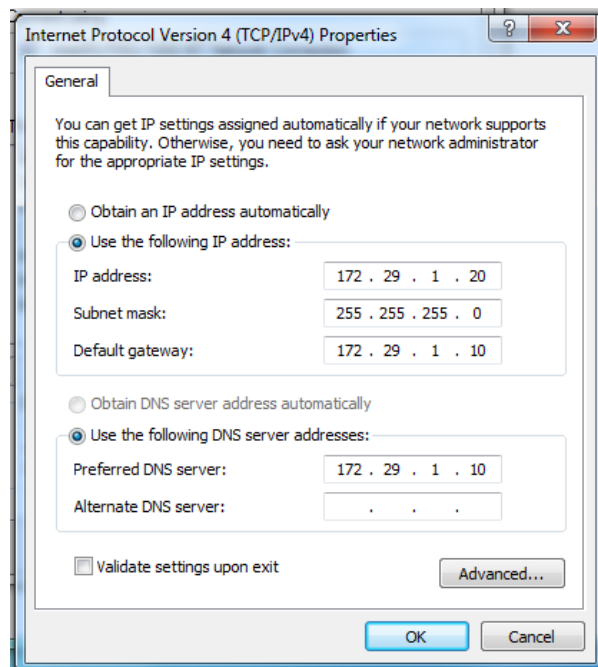 Internet Protocol Version 4 (TCP/IPv4) Properties
?
General
You can get IP settings assigned automatically if your network supports
this capability. Otherwise, you need to ask your network administrator
for the appropriate IP settings.
Obtain an IP address automatically
Use the following IP address:
IP address: 172 . 29 . 1 . 20
Subnet mask: 255 . 255 . 255 . 0
Default gateway: 172 . 29 . 1 . 10
Obtain DNS server address automatically
Use the following DNS server addresses:
Preferred DNS server: 172 . 29 . 1 . 10
Alternate DNS server: . . .
Validate settings upon exit
Advanced...
OK Cancel